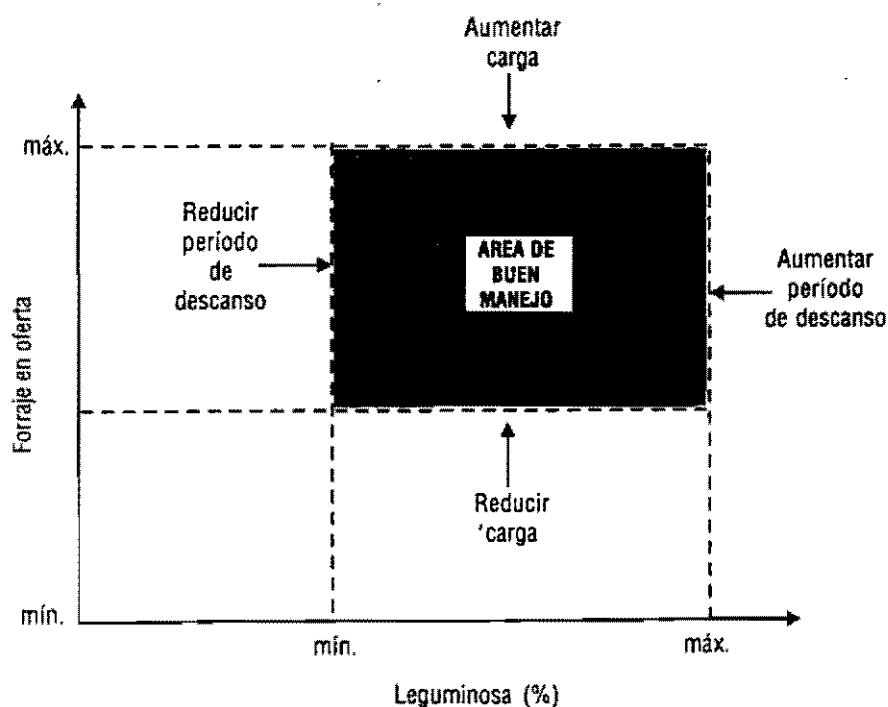 Aumentar
carga
máx.
Reducir
período
de
descanso
AREA DE
BUEN
MANEJO
Aumentar
período
de descanso
Forraje en oferta
Reducir
carga
mín.
mín.
máx.
Leguminosa (%)